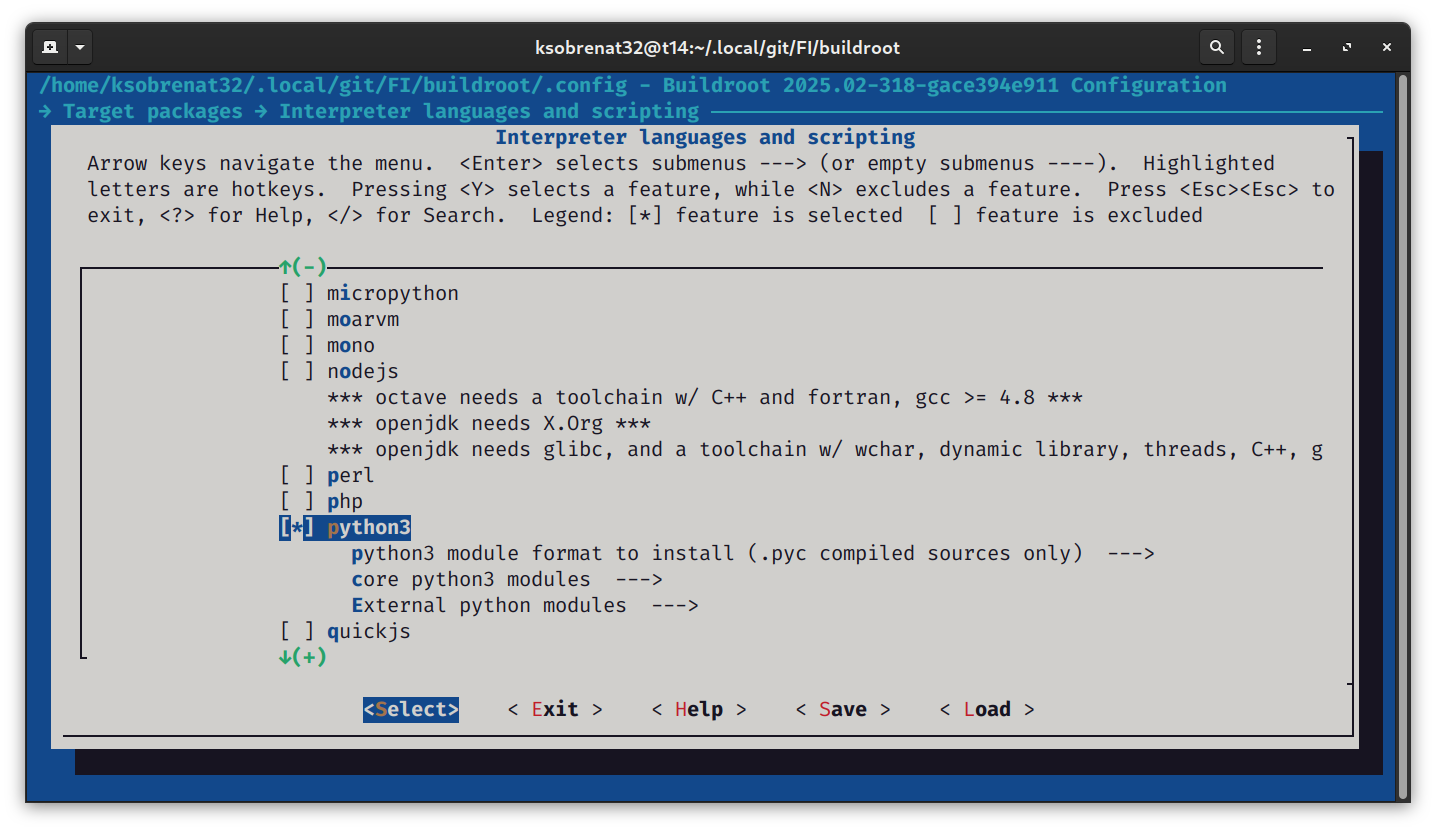 ksobrenat32@t14:~/.local/git/FI/buildroot
/home/ksobrenat32/.local/git/FI/buildroot/.config - Buildroot 2025.02-318-gace394e911 Configuration
→ Target packages → Interpreter languages and scripting
Interpreter languages and scripting
Arrow keys navigate the menu.  <Enter> selects submenus ---> (or empty submenus ----).  Highlighted
letters are hotkeys.  Pressing <Y> selects a feature, while <N> excludes a feature.  Press <Esc><Esc> to
exit, <?> for Help, </> for Search.  Legend: [*] feature is selected  [ ] feature is excluded
↑(-)
[ ] micropython
[ ] moarvm
[ ] mono
[ ] nodejs
*** octave needs a toolchain w/ C++ and fortran, gcc >= 4.8 ***
*** openjdk needs X.Org ***
*** openjdk needs glibc, and a toolchain w/ wchar, dynamic library, threads, C++, g
[ ] perl
[ ] php
[*] python3
python3 module format to install (.pyc compiled sources only)  --->
core python3 modules  --->
External python modules  --->
[ ] quickjs
↓(+)
<Select>    < Exit >    < Help >    < Save >    < Load >